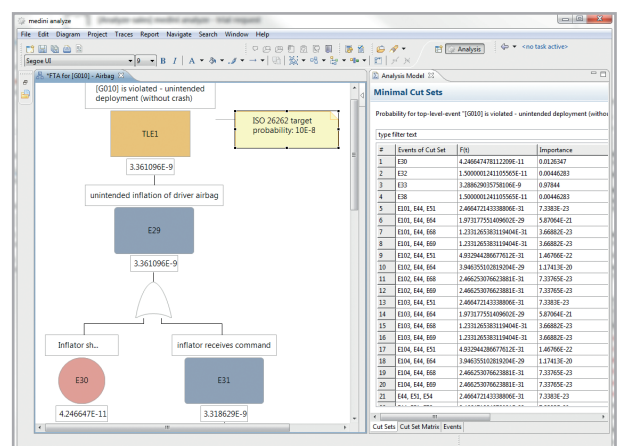 medini analyze
File Edit Diagram Project Traces Report Navigate Search Window Help
Analysis
<no task active>
Segoe UI
9
B I A
*FTA for [G010] - Airbag
[G010] is violated - unintended
deployment (without crash)
TLE1
ISO 26262 target
probability: 10E-8
3.361096E-9
unintended inflation of driver airbag
E29
3.361096E-9
Inflator sh...
inflator receives command
E30
E31
4.246647E-11
3.318629E-9
Analysis Model
Minimal Cut Sets
Probability for top-level-event "[G010] is violated - unintended deployment (withou
type filter text
# Events of Cut Set F(t) Importance
1 E30 4.246647478112209E-11 0.0126347
2 E32 1.5000001241105565E-11 0.00446283
3 E33 3.288629035758106E-9 0.97844
4 E38 1.5000001241105565E-11 0.00446283
5 E101, E44, E51 2.466472143338806E-31 7.3383E-23
6 E101, E44, E64 1.973177551409602E-29 5.87064E-21
7 E101, E44, E68 1.2331265383119404E-31 3.66882E-23
8 E101, E44, E69 1.2331265383119404E-31 3.66882E-23
9 E102, E44, E51 4.932944286677612E-31 1.46766E-22
10 E102, E44, E64 3.946355102819204E-29 1.17413E-20
11 E102, E44, E68 2.466253076623881E-31 7.33765E-23
12 E102, E44, E69 2.466253076623881E-31 7.33765E-23
13 E103, E44, E51 2.466472143338806E-31 7.3383E-23
14 E103, E44, E64 1.973177551409602E-29 5.87064E-21
15 E103, E44, E68 1.2331265383119404E-31 3.66882E-23
16 E103, E44, E69 1.2331265383119404E-31 3.66882E-23
17 E104, E44, E51 4.932944286677612E-31 1.46766E-22
18 E104, E44, E64 3.946355102819204E-29 1.17413E-20
19 E104, E44, E68 2.466253076623881E-31 7.33765E-23
20 E104, E44, E69 2.466253076623881E-31 7.33765E-23
21 E44, E51, E54 2.466472143338806E-31 7.3383E-23
Cut Sets Cut Set Matrix Events